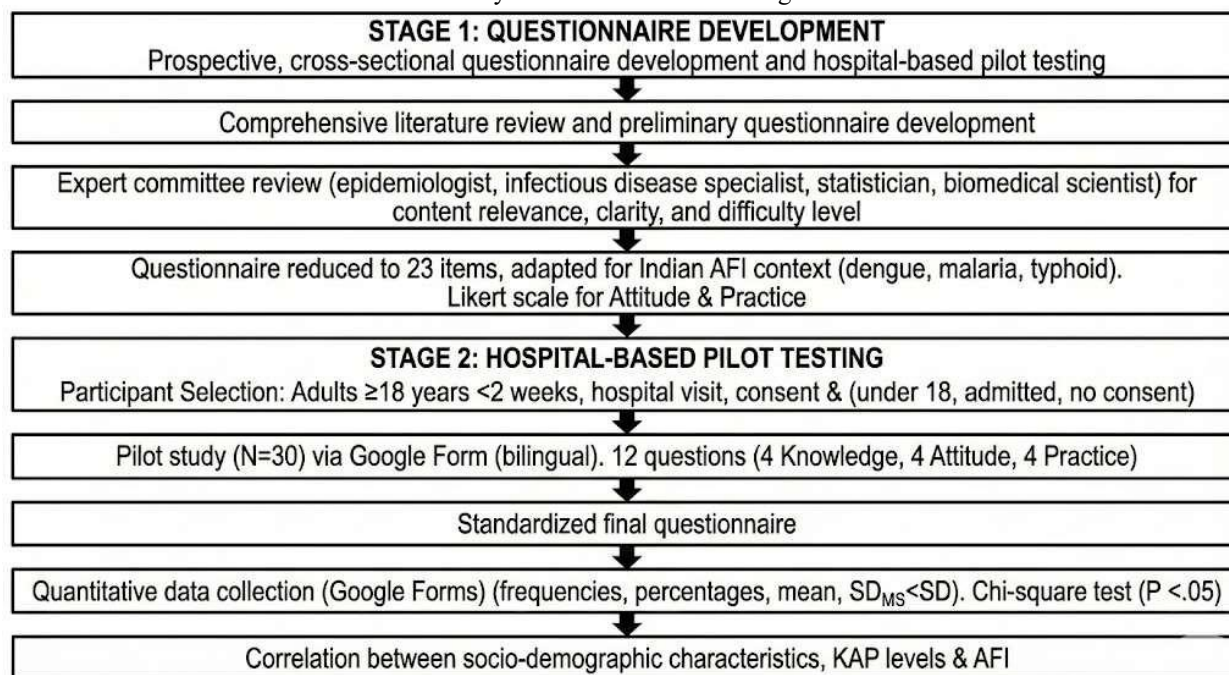 STAGE 1: QUESTIONNAIRE DEVELOPMENT
Prospective, cross-sectional questionnaire development and hospital-based pilot testing
Comprehensive literature review and preliminary questionnaire development
Expert committee review (epidemiologist, infectious disease specialist, statistician, biomedical scientist) for
content relevance, clarity, and difficulty level
Questionnaire reduced to 23 items, adapted for Indian AFI context (dengue, malaria, typhoid).
Likert scale for Attitude & Practice
STAGE 2: HOSPITAL-BASED PILOT TESTING
Participant Selection: Adults ≥18 years <2 weeks, hospital visit, consent & (under 18, admitted, no consent)
Pilot study (N=30) via Google Form (bilingual). 12 questions (4 Knowledge, 4 Attitude, 4 Practice)
Standardized final questionnaire
Quantitative data collection (Google Forms) (frequencies, percentages, mean, SD_MS<SD). Chi-square test (P <.05)
Correlation between socio-demographic characteristics, KAP levels & AFI